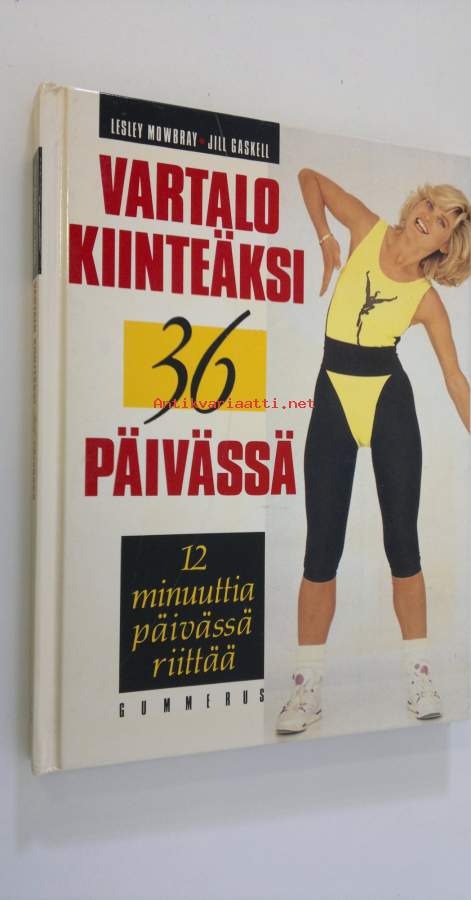 LESLEY MOWBRAY • JILL GASKELL
VARTALO
KIINTEÄKSI
36
Antikvariaatti.net
PÄIVÄSSÄ
12
minuuttia
päivässä
riittää
GUMMERUS